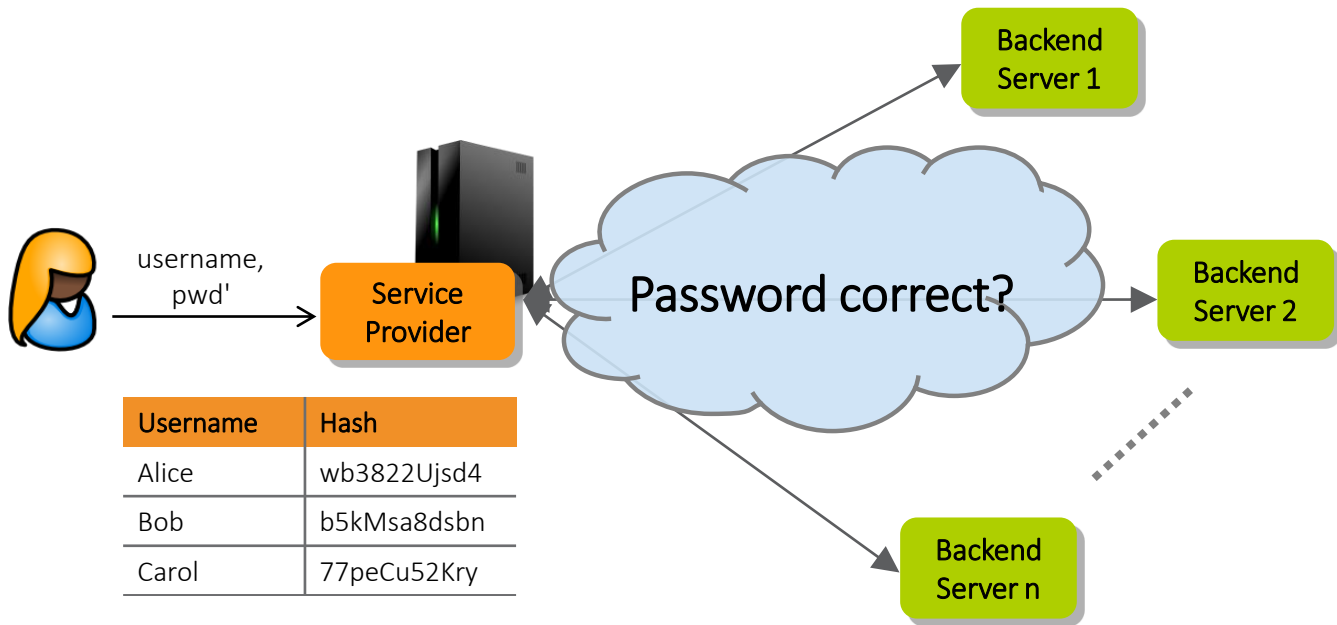 Backend
Server 1
username,
pwd'
Service
Provider
Password correct?
Backend
Server 2
Username Hash
Alice wb3822Ujsd4
Bob b5kMsa8dsbn
Carol 77peCu52Kry
Backend
Server n